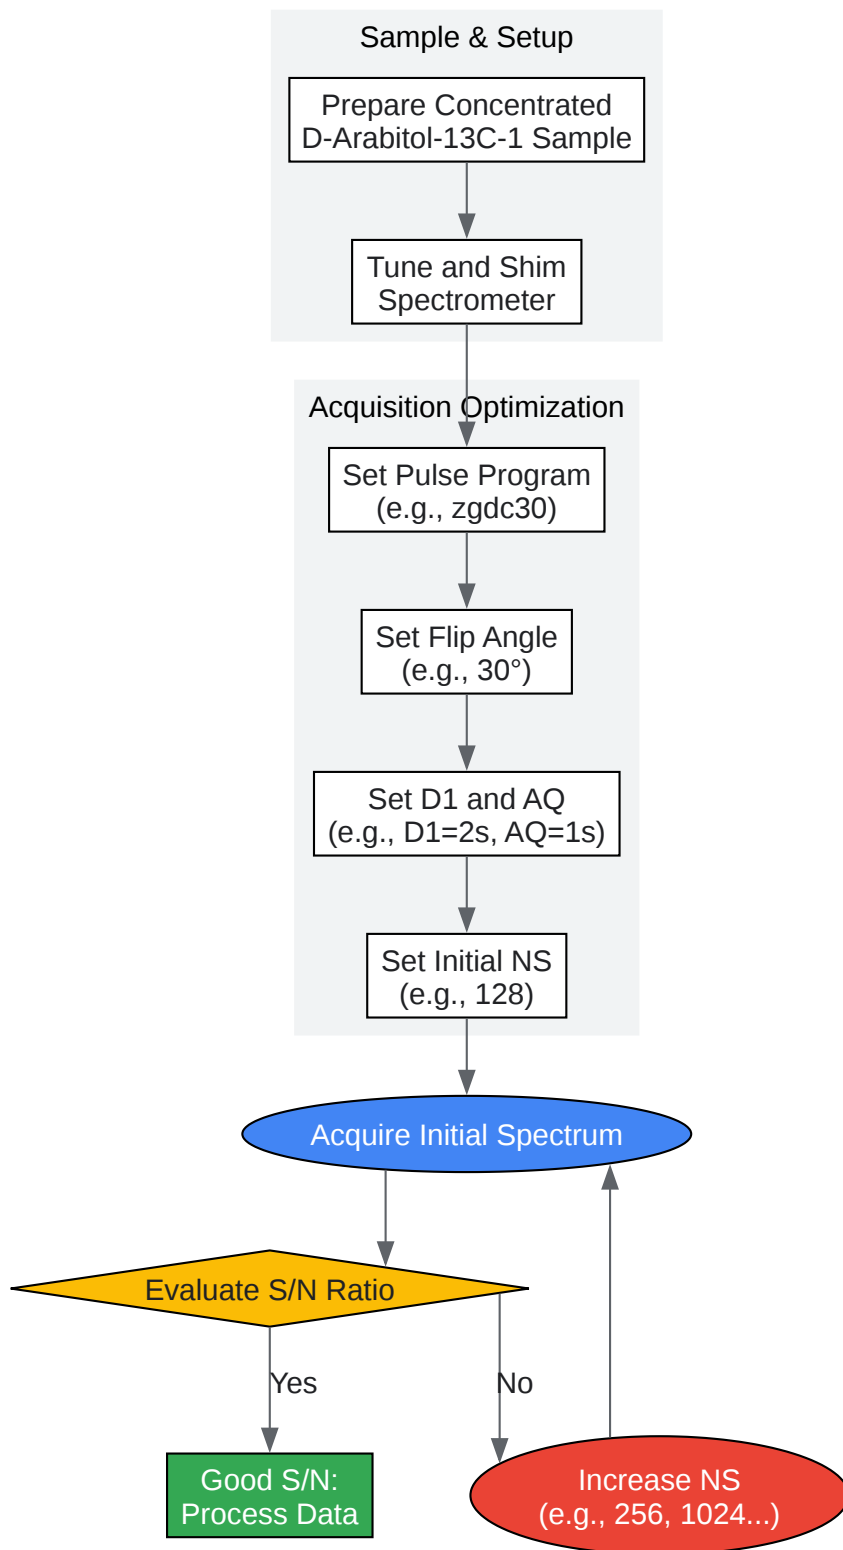 Sample & Setup
Prepare Concentrated
D-Arabitol-13C-1 Sample
Tune and Shim
Spectrometer
Acquisition Optimization
Set Pulse Program
(e.g., zgdc30)
Set Flip Angle
(e.g., 30°)
Set D1 and AQ
(e.g., D1=2s, AQ=1s)
Set Initial NS
(e.g., 128)
Acquire Initial Spectrum
Evaluate S/N Ratio
Yes
No
Good S/N:
Process Data
Increase NS
(e.g., 256, 1024...)